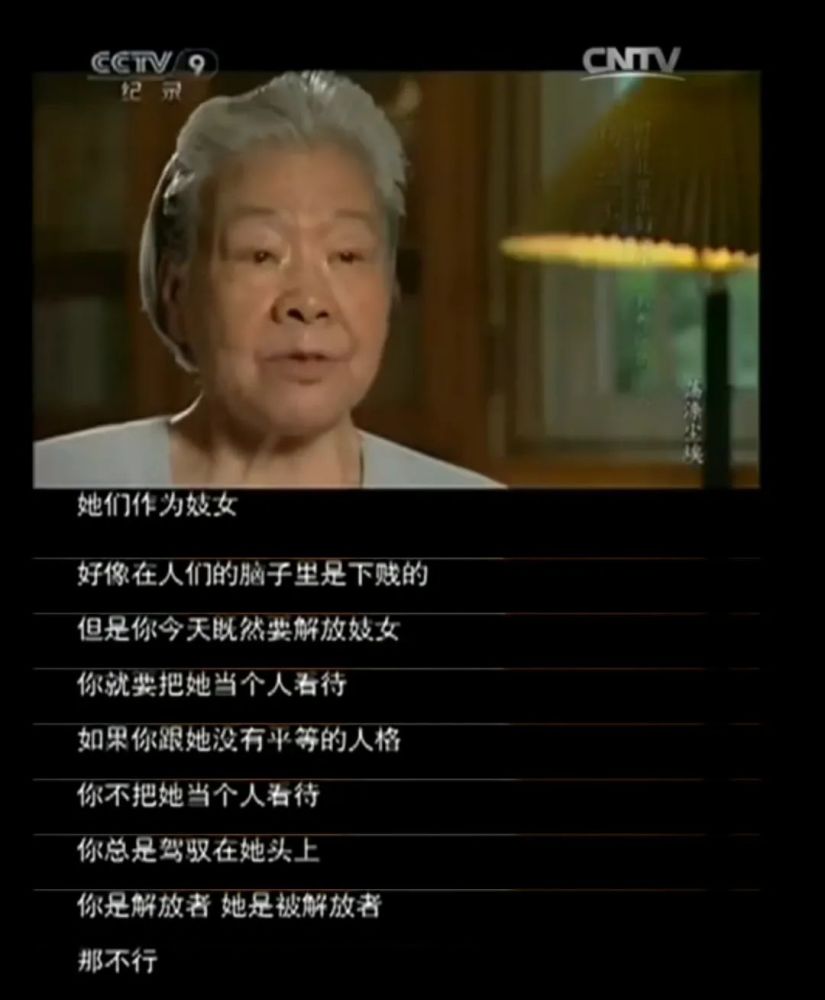 CCTV 9
纪录
CNTV
荡涤尘埃
她们作为妓女
好像在人们的脑子里是下贱的
但是你今天既然要解放妓女
你就要把她当个人看待
如果你跟她没有平等的人格
你不把她当个人看待
你总是驾驭在她头上
你是解放者 她是被解放者
那不行